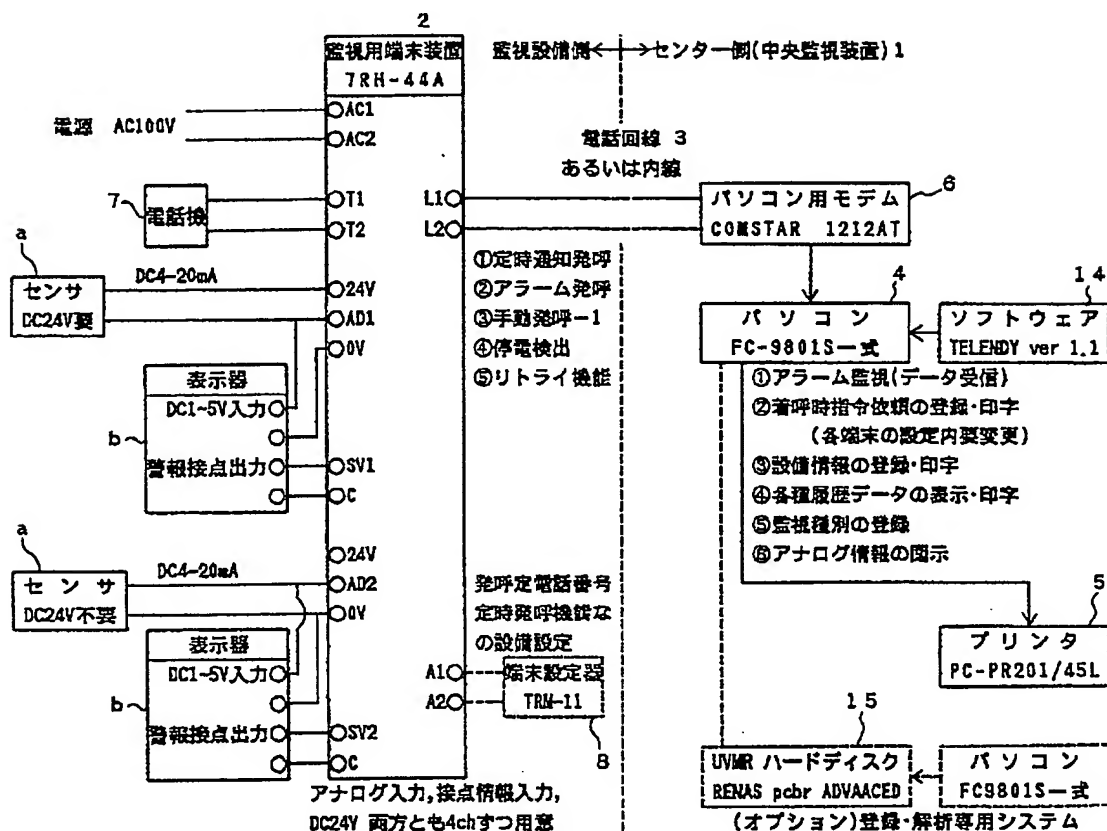 2
監視用端末装置
7RH-44A
監視設備側
センター側(中央監視装置)1
電源 AC100V
AC1
AC2
電話回線 3
あるいは内線
7
電話機
T1
T2
L1
L2
パソコン用モデム
COMSTAR 1212AT
6
a
センサ
DC24V要
DC4-20mA
24V
AD1
0V
①定時通知発呼
②アラーム発呼
③手動発呼-1
④停電検出
⑤リトライ機能
4
パソコン
FC-9801S一式
14
ソフトウェア
TELENDY ver 1.1
①アラーム監視(データ受信)
②着呼時指令依頼の登録・印字
(各端末の設定内要変更)
③設備情報の登録・印字
④各種履歴データの表示・印字
⑤監視種別の登録
⑥アナログ情報の図示
表示器
DC1~5V入力
b
警報接点出力
SV1
C
a
センサ
DC24V不要
DC4-20mA
24V
AD2
0V
発呼定電話番号
定時発呼機能な
の設備設定
5
プリンタ
PC-PR201/45L
表示器
DC1~5V入力
b
警報接点出力
SV2
C
A1
A2
端末設定器
TRM-11
8
15
UVMR ハードディスク
RENAS pcbr ADVAACED
パソコン
FC9801S一式
アナログ入力,接点情報入力,
DC24V 両方とも4chずつ用意
(オプション)登録・解析専用システム